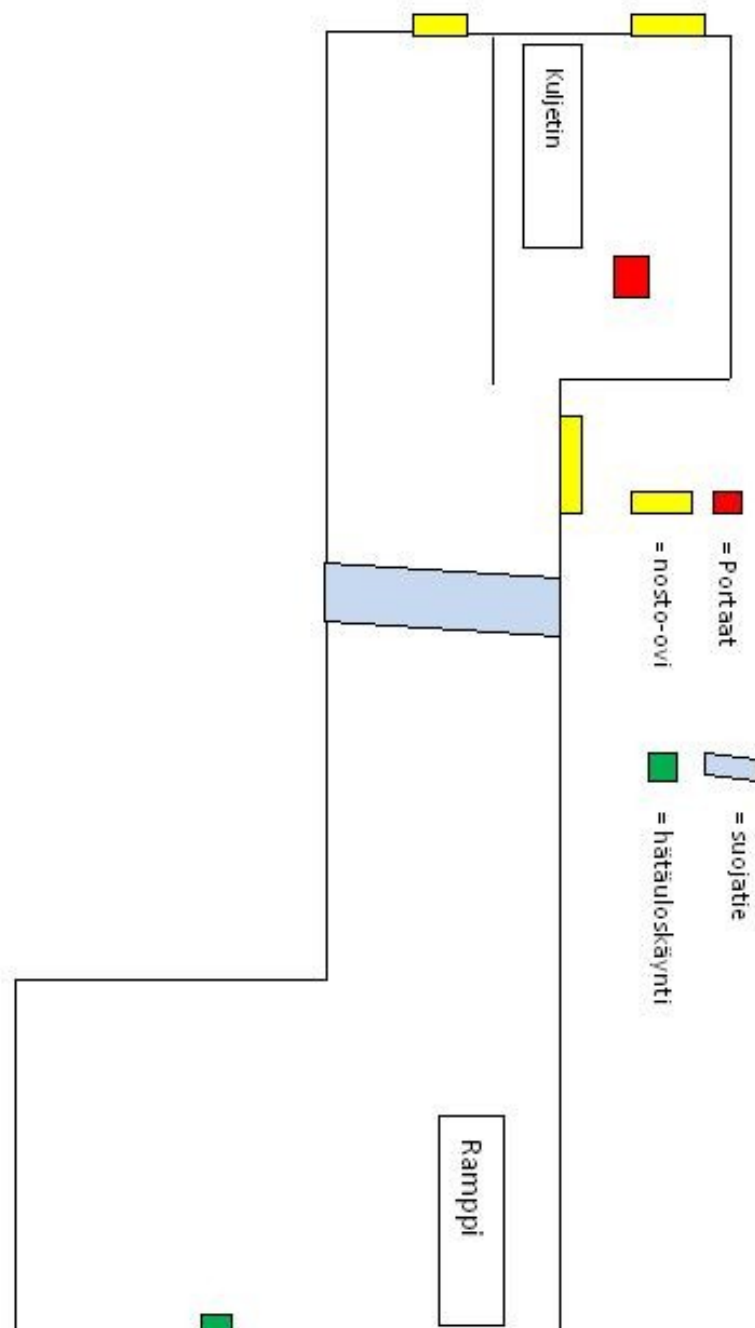 Kuljetin
= Portaat
= nosto-ovi
= suojatie
= hätäuloskäynti
Ramppi